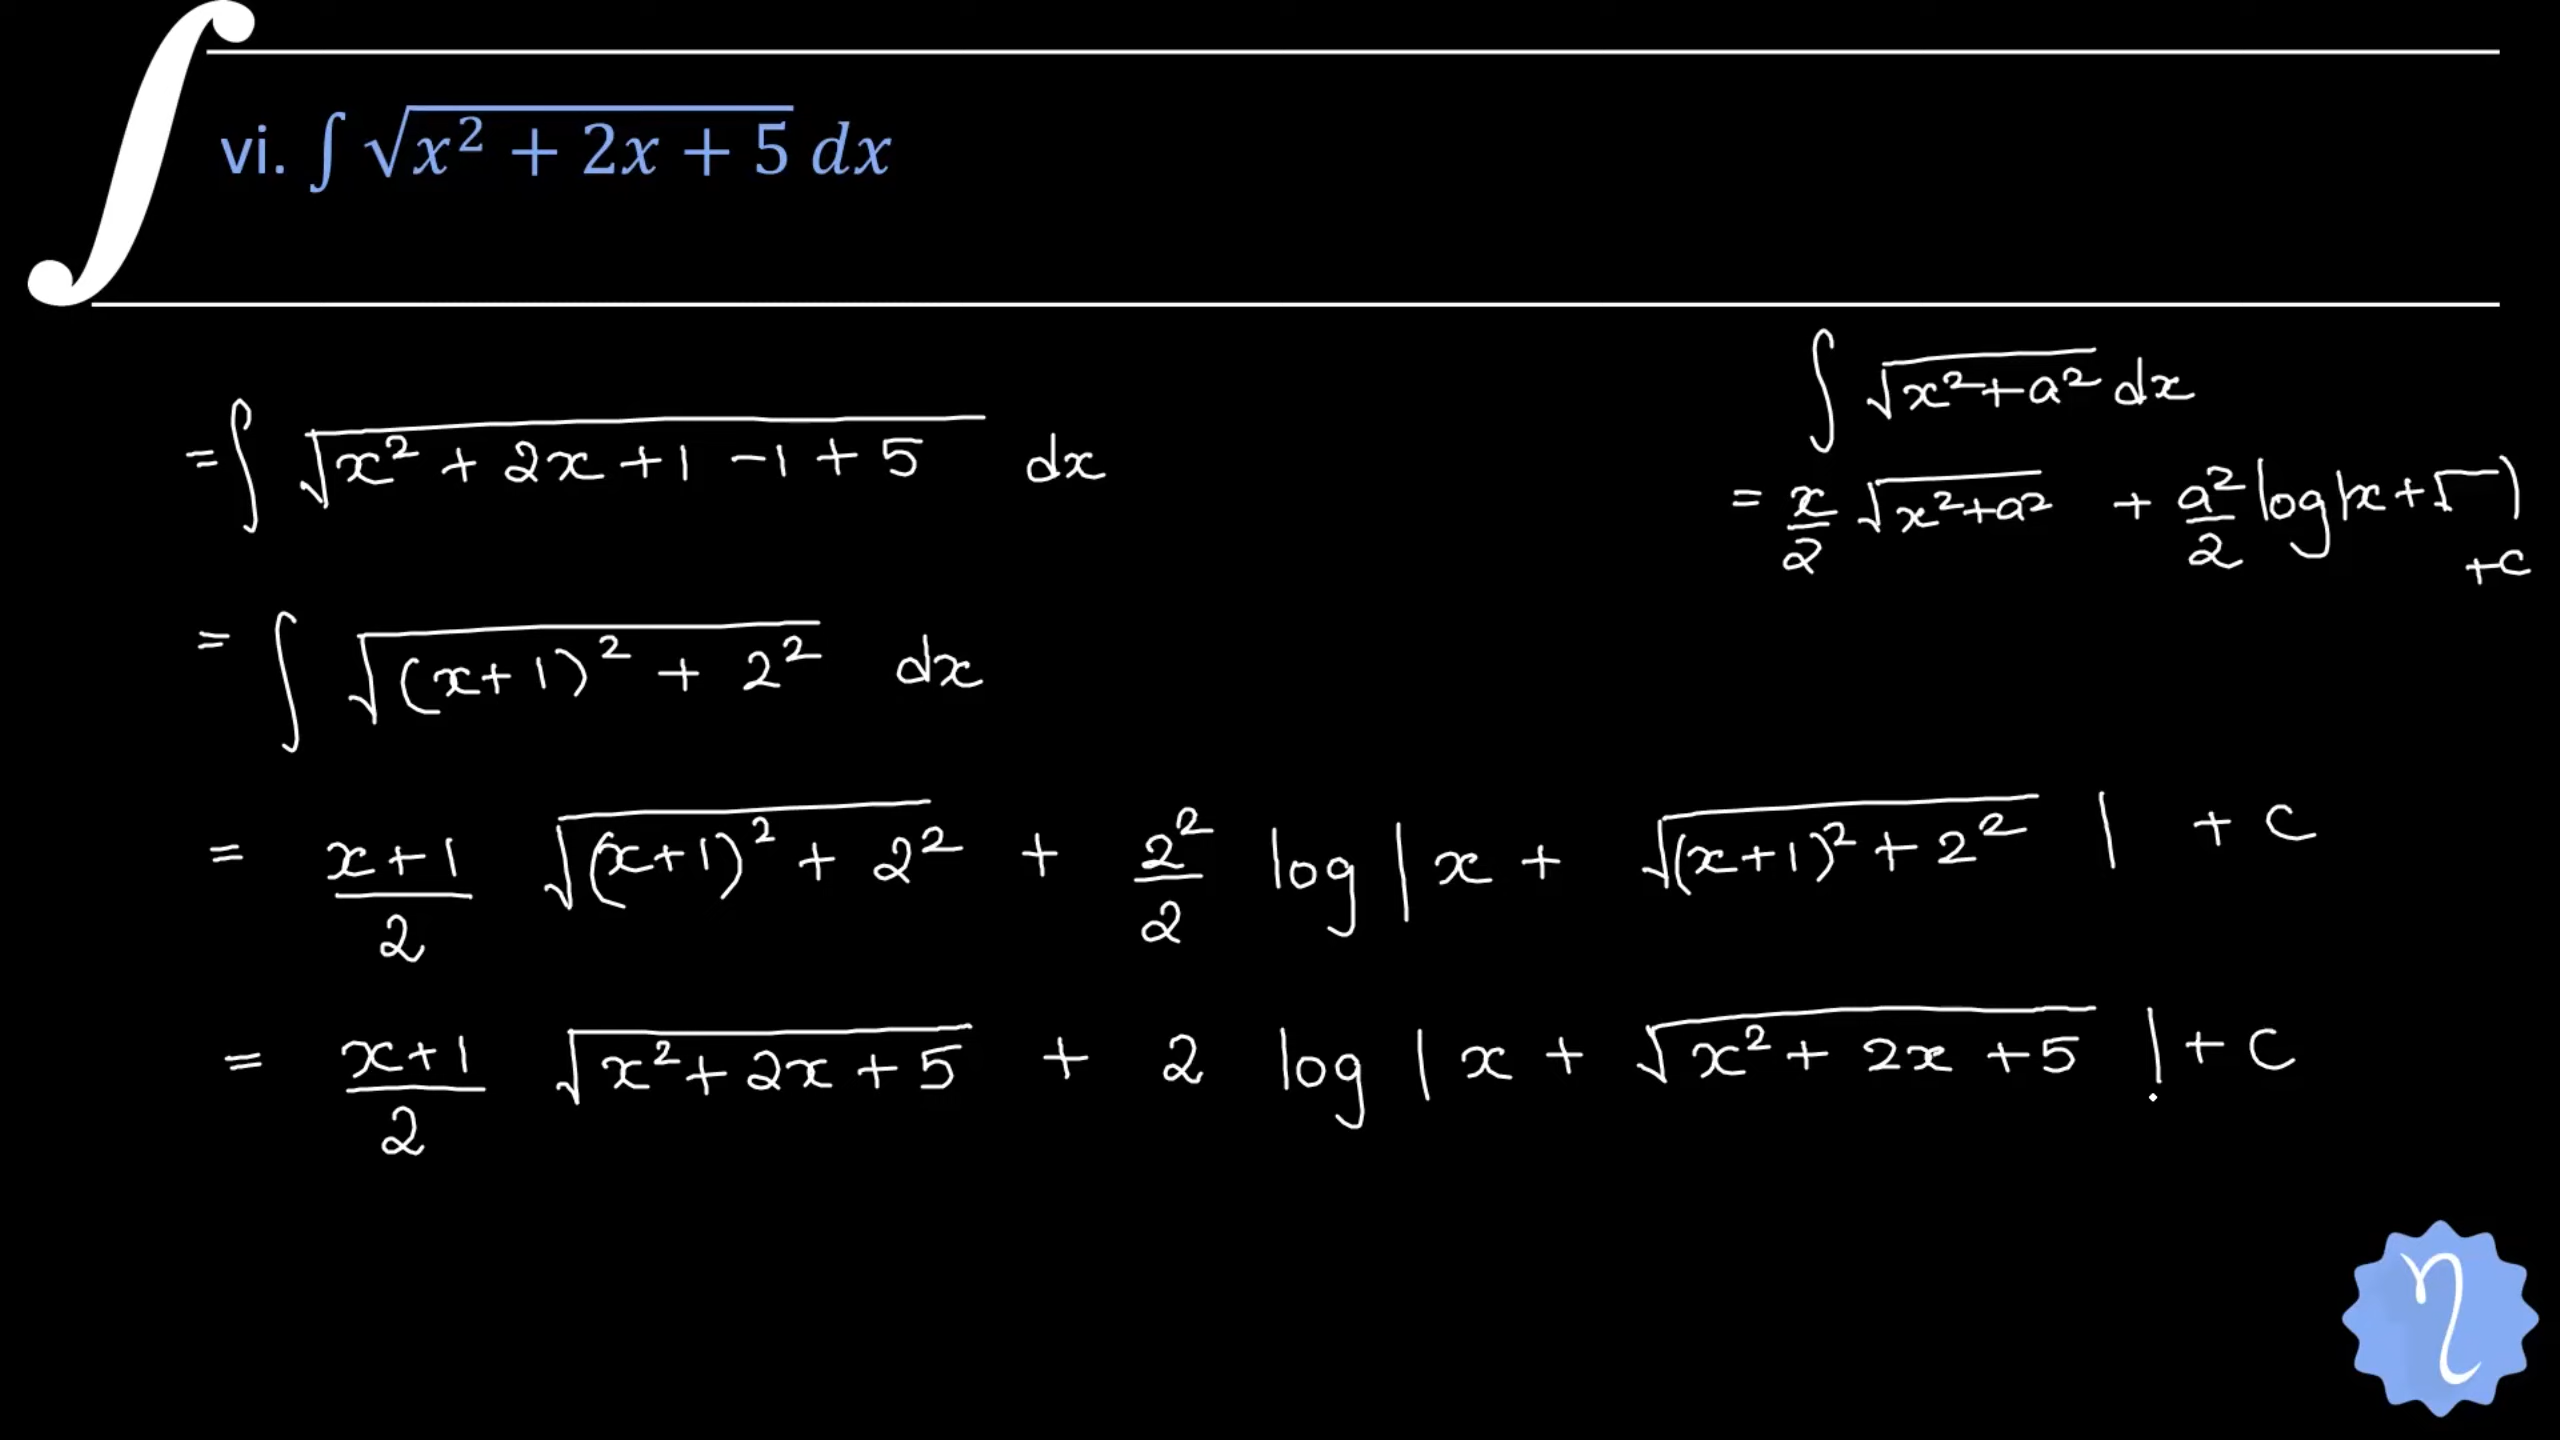 vi. ∫ √(x² + 2x + 5) dx
∫ √(x² + a²) dx
= x/2 √(x² + a²) + a²/2 log|x + √ |
+ c
= ∫ √(x² + 2x + 1 - 1 + 5) dx
= ∫ √((x+1)² + 2²) dx
= (x+1)/2 √((x+1)² + 2²) + 2²/2 log | x + √((x+1)² + 2²) | + c
= (x+1)/2 √(x² + 2x + 5) + 2 log | x + √(x² + 2x + 5) | + c
η